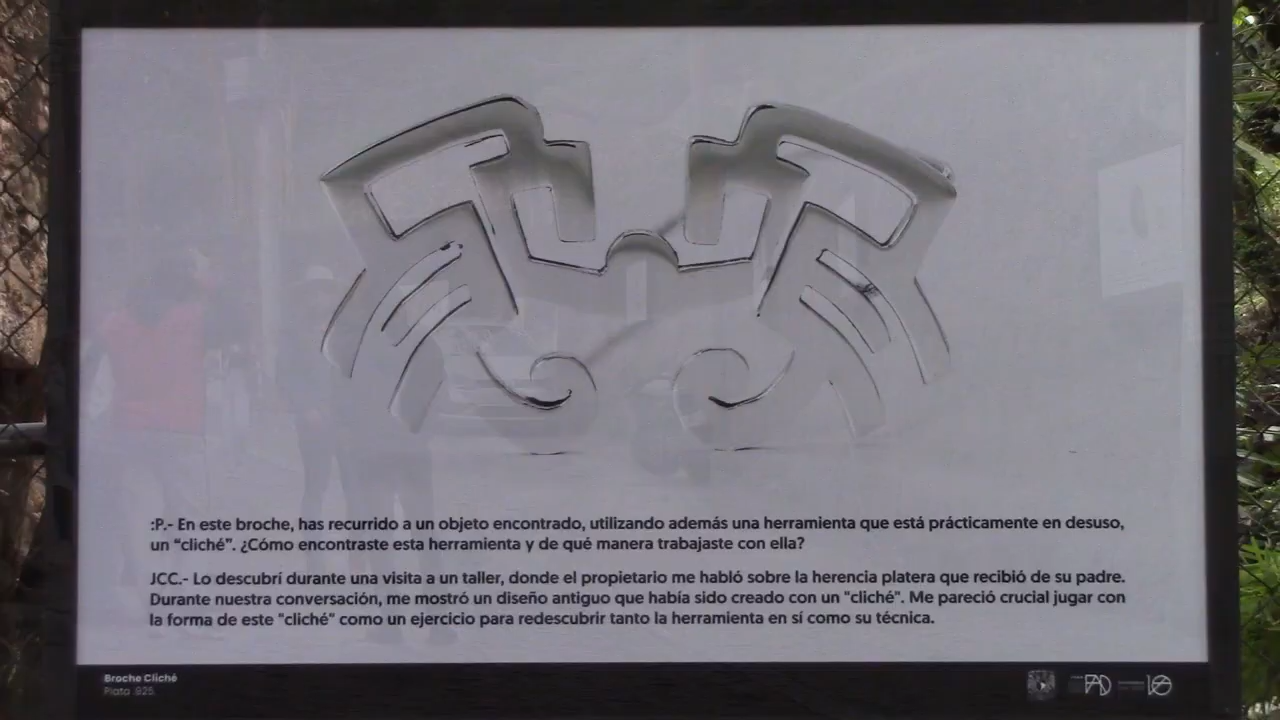 :P.- En este broche, has recurrido a un objeto encontrado, utilizando además una herramienta que está prácticamente en desuso,
un “cliché”. ¿Cómo encontraste esta herramienta y de qué manera trabajaste con ella?
JCC.- Lo descubrí durante una visita a un taller, donde el propietario me habló sobre la herencia platera que recibió de su padre.
Durante nuestra conversación, me mostró un diseño antiguo que había sido creado con un "cliché". Me pareció crucial jugar con
la forma de este "cliché" como un ejercicio para redescubrir tanto la herramienta en sí como su técnica.
Broche Cliché
Plata .925
FAD